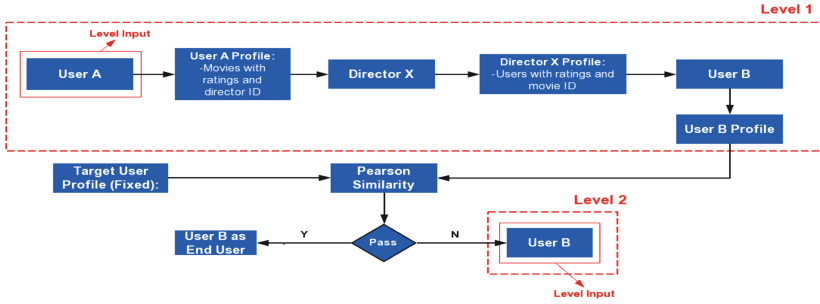 Level 1
Level Input
User A
User A Profile:
-Movies with
ratings and
director ID
Director X
Director X Profile:
-Users with ratings and
movie ID
User B
User B Profile
Target User
Profile (Fixed):
Pearson
Similarity
Level 2
User B as
End User
Y
Pass
N
User B
Level Input